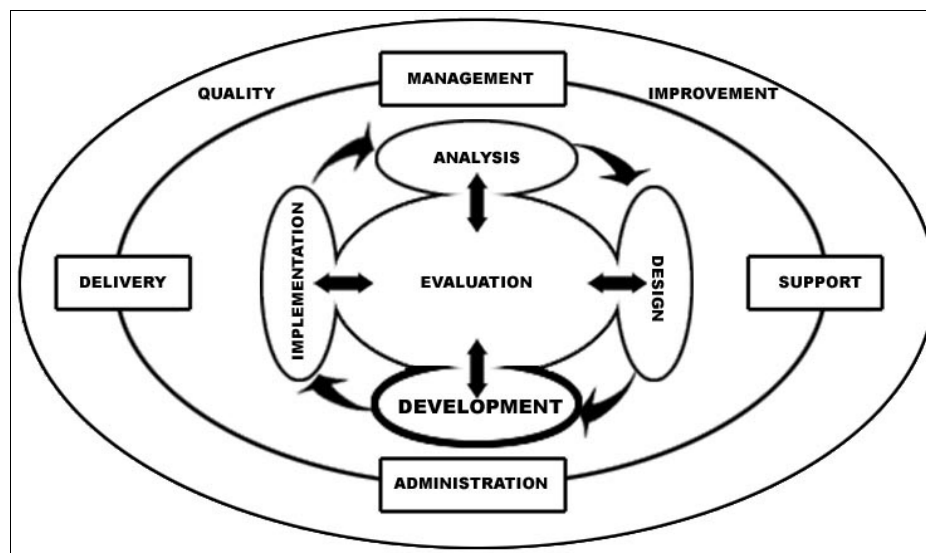 MANAGEMENT
QUALITY
IMPROVEMENT
ANALYSIS
IMPLEMENTATION
DELIVERY
EVALUATION
DESIGN
SUPPORT
DEVELOPMENT
ADMINISTRATION